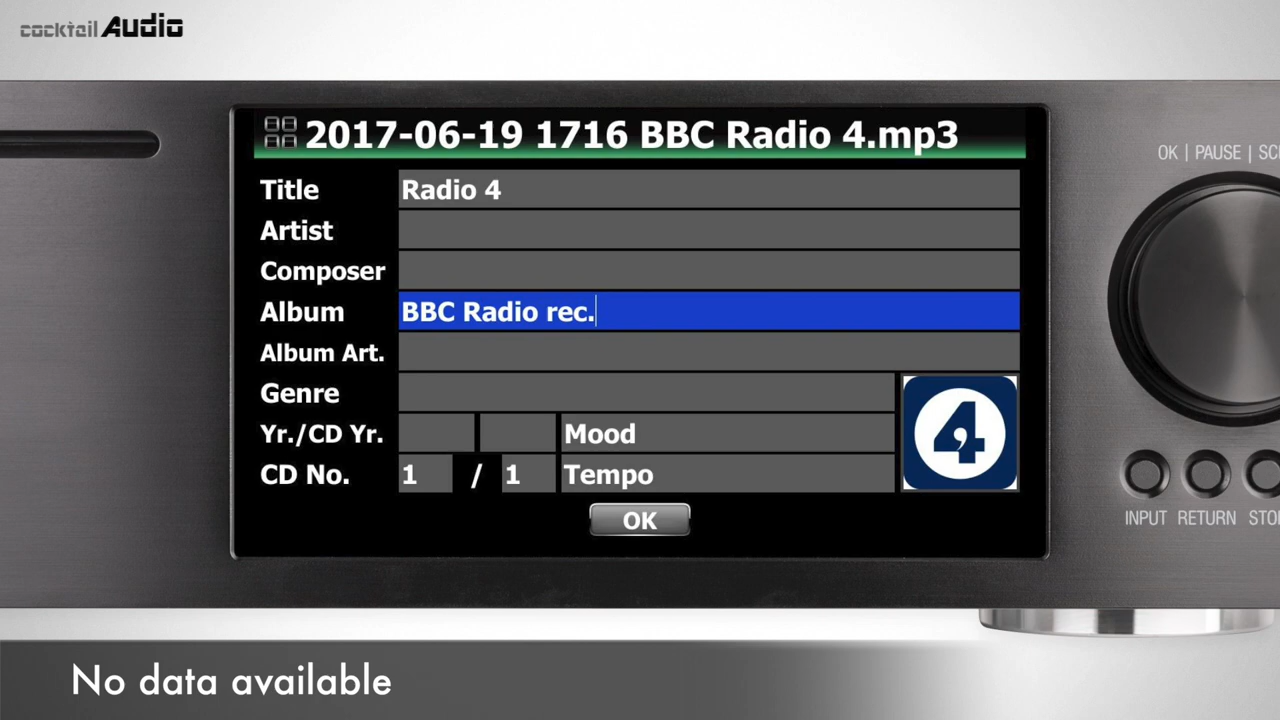 cocktail Audio
2017-06-19 1716 BBC Radio 4.mp3
Title Radio 4
Artist
Composer
Album BBC Radio rec.
Album Art.
Genre
Yr./CD Yr. Mood
CD No. 1 / 1 Tempo
4
OK
OK | PAUSE | SC
INPUT RETURN STO
No data available